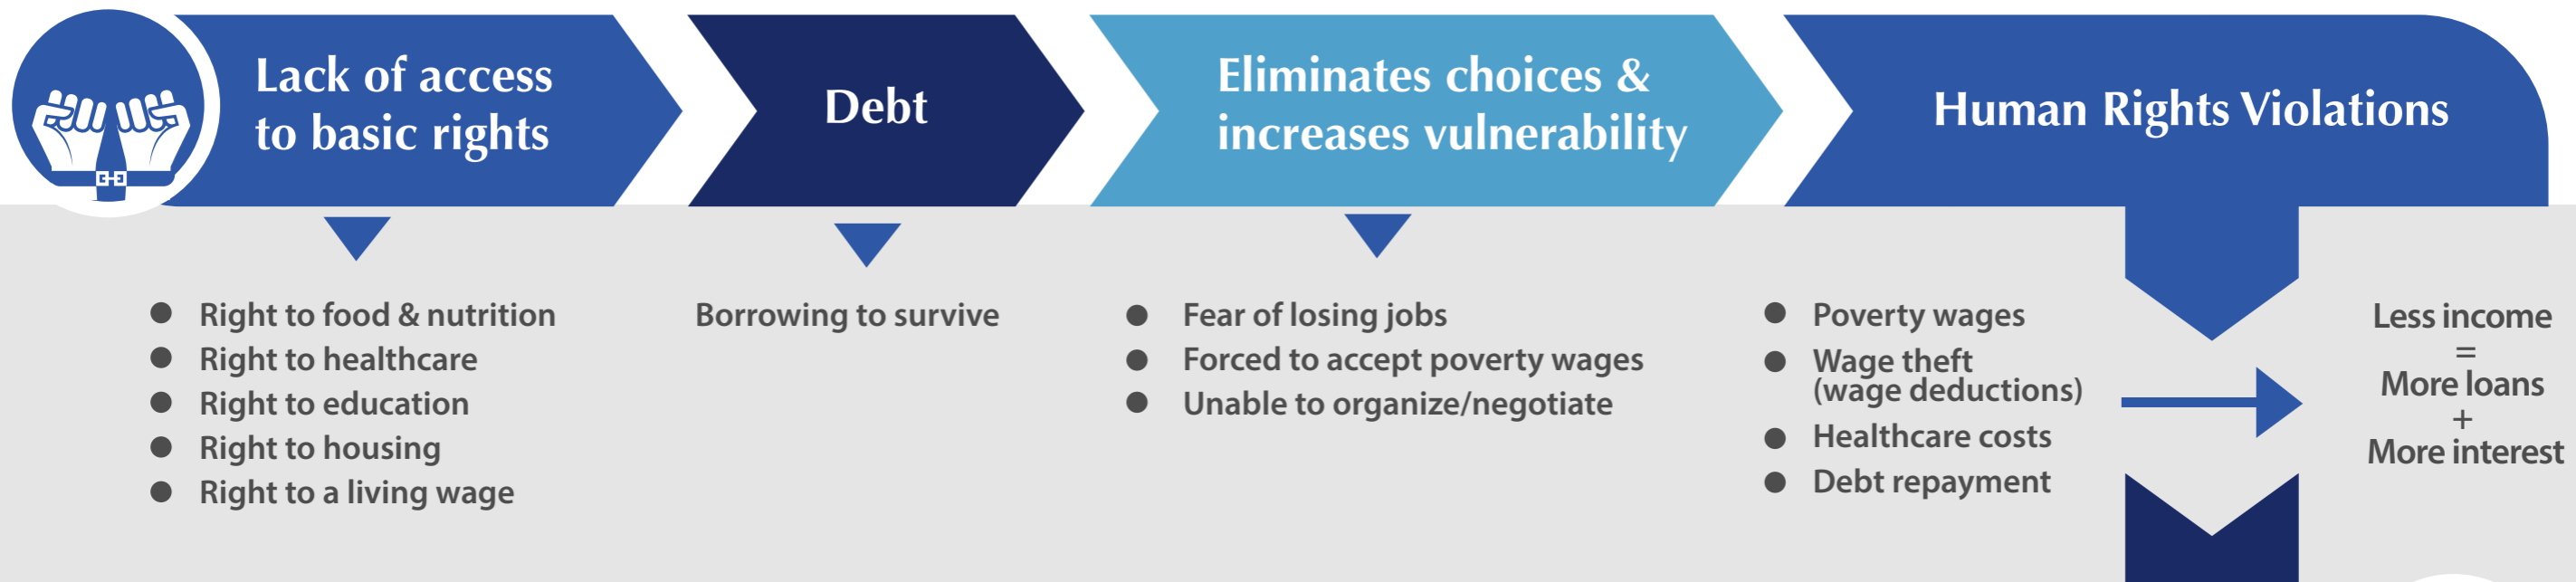 Lack of access
to basic rights
Debt
Eliminates choices &
increases vulnerability
Human Rights Violations
Right to food & nutrition
Right to healthcare
Right to education
Right to housing
Right to a living wage
Borrowing to survive
Fear of losing jobs
Forced to accept poverty wages
Unable to organize/negotiate
Poverty wages
Wage theft
(wage deductions)
Healthcare costs
Debt repayment
Less income
=
More loans
+
More interest